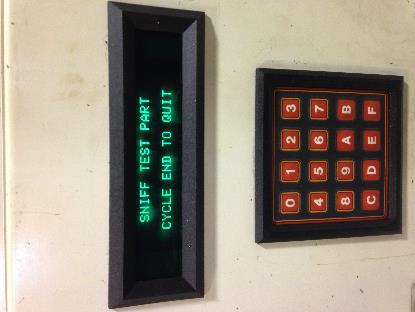 SNIFF TEST PART
CYCLE END TO QUIT
0 1 2 3
4 5 6 7
8 9 A B
C D E F